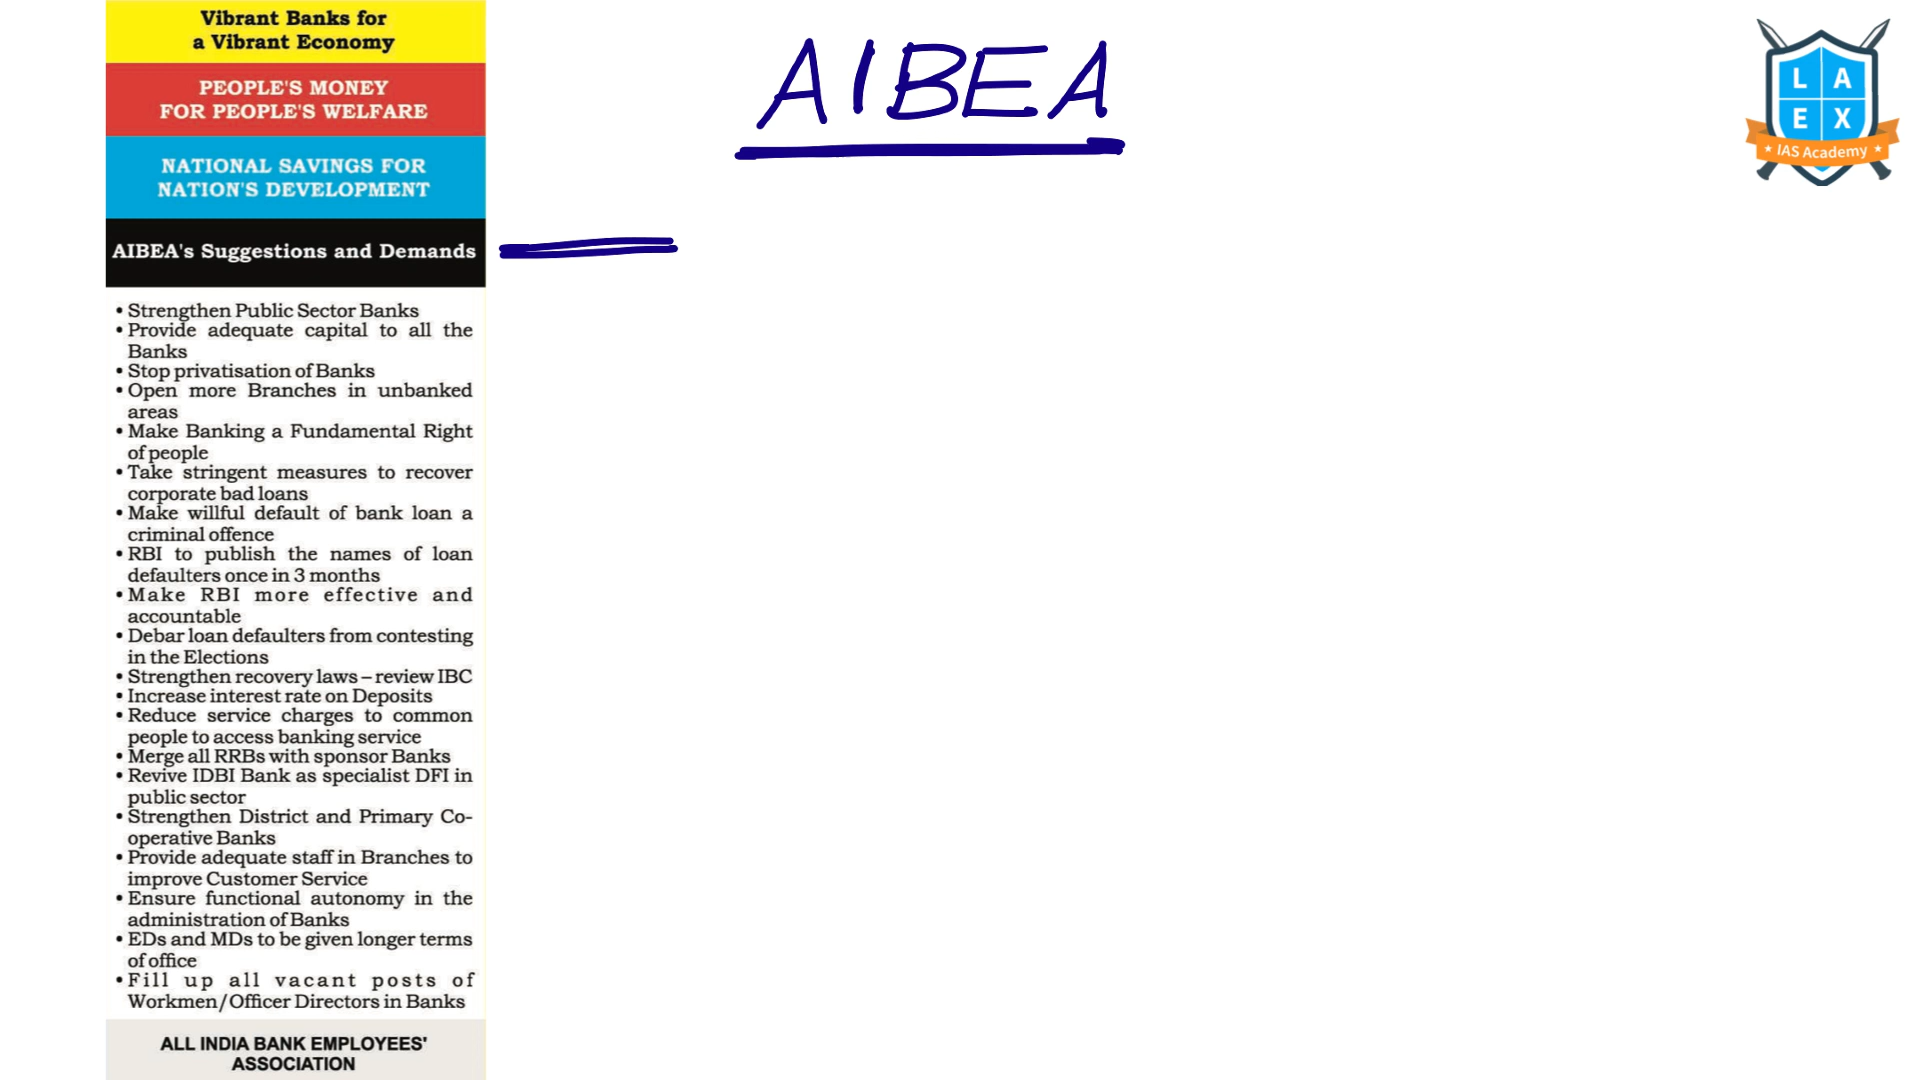 Vibrant Banks for
a Vibrant Economy
PEOPLE'S MONEY
FOR PEOPLE'S WELFARE
NATIONAL SAVINGS FOR
NATION'S DEVELOPMENT
AIBEA's Suggestions and Demands
• Strengthen Public Sector Banks
• Provide adequate capital to all the
Banks
• Stop privatisation of Banks
• Open more Branches in unbanked
areas
• Make Banking a Fundamental Right
of people
• Take stringent measures to recover
corporate bad loans
• Make willful default of bank loan a
criminal offence
• RBI to publish the names of loan
defaulters once in 3 months
• Make RBI more effective and
accountable
• Debar loan defaulters from contesting
in the Elections
• Strengthen recovery laws – review IBC
• Increase interest rate on Deposits
• Reduce service charges to common
people to access banking service
• Merge all RRBs with sponsor Banks
• Revive IDBI Bank as specialist DFI in
public sector
• Strengthen District and Primary Co-
operative Banks
• Provide adequate staff in Branches to
improve Customer Service
• Ensure functional autonomy in the
administration of Banks
• EDs and MDs to be given longer terms
of office
• Fill up all vacant posts of
Workmen/Officer Directors in Banks
ALL INDIA BANK EMPLOYEES'
ASSOCIATION
AIBEA
L A
E X
IAS Academy